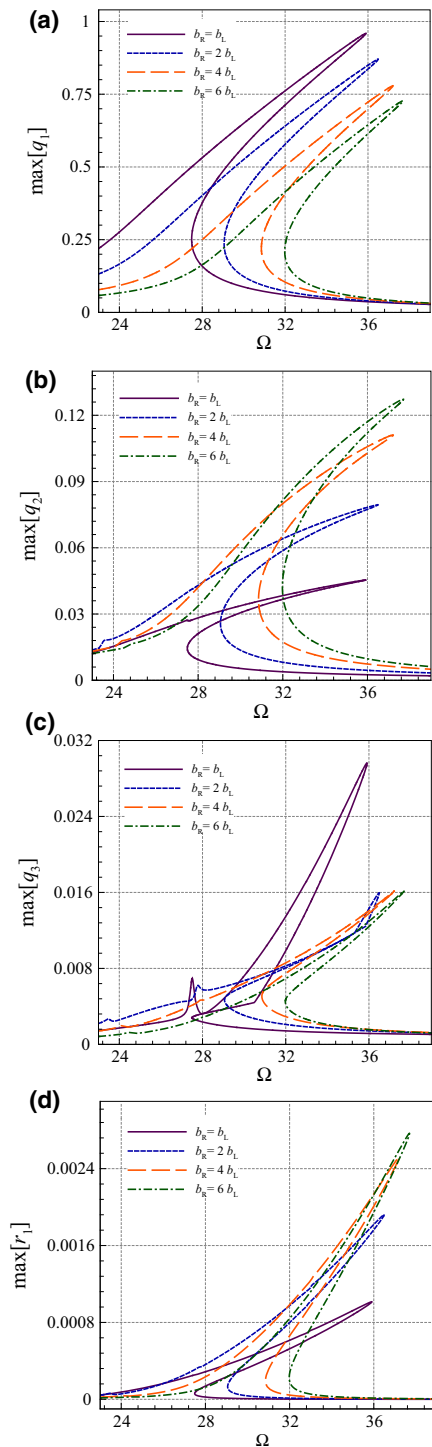 (a)
1
0.75
0.5
0.25
0
max[q₁]
b_R = b_L
b_R = 2 b_L
b_R = 4 b_L
b_R = 6 b_L
23 28 32 36
Ω
(b)
0.12
0.09
0.06
0.03
0
max[q₂]
b_R = b_L
b_R = 2 b_L
b_R = 4 b_L
b_R = 6 b_L
24 28 32 36
Ω
(c)
0.032
0.024
0.016
0.008
0
max[q₃]
b_R = b_L
b_R = 2 b_L
b_R = 4 b_L
b_R = 6 b_L
23 28 32 36
Ω
(d)
0.0024
0.0016
0.0008
0
max[r₁]
b_R = b_L
b_R = 2 b_L
b_R = 4 b_L
b_R = 6 b_L
24 28 32 36
Ω